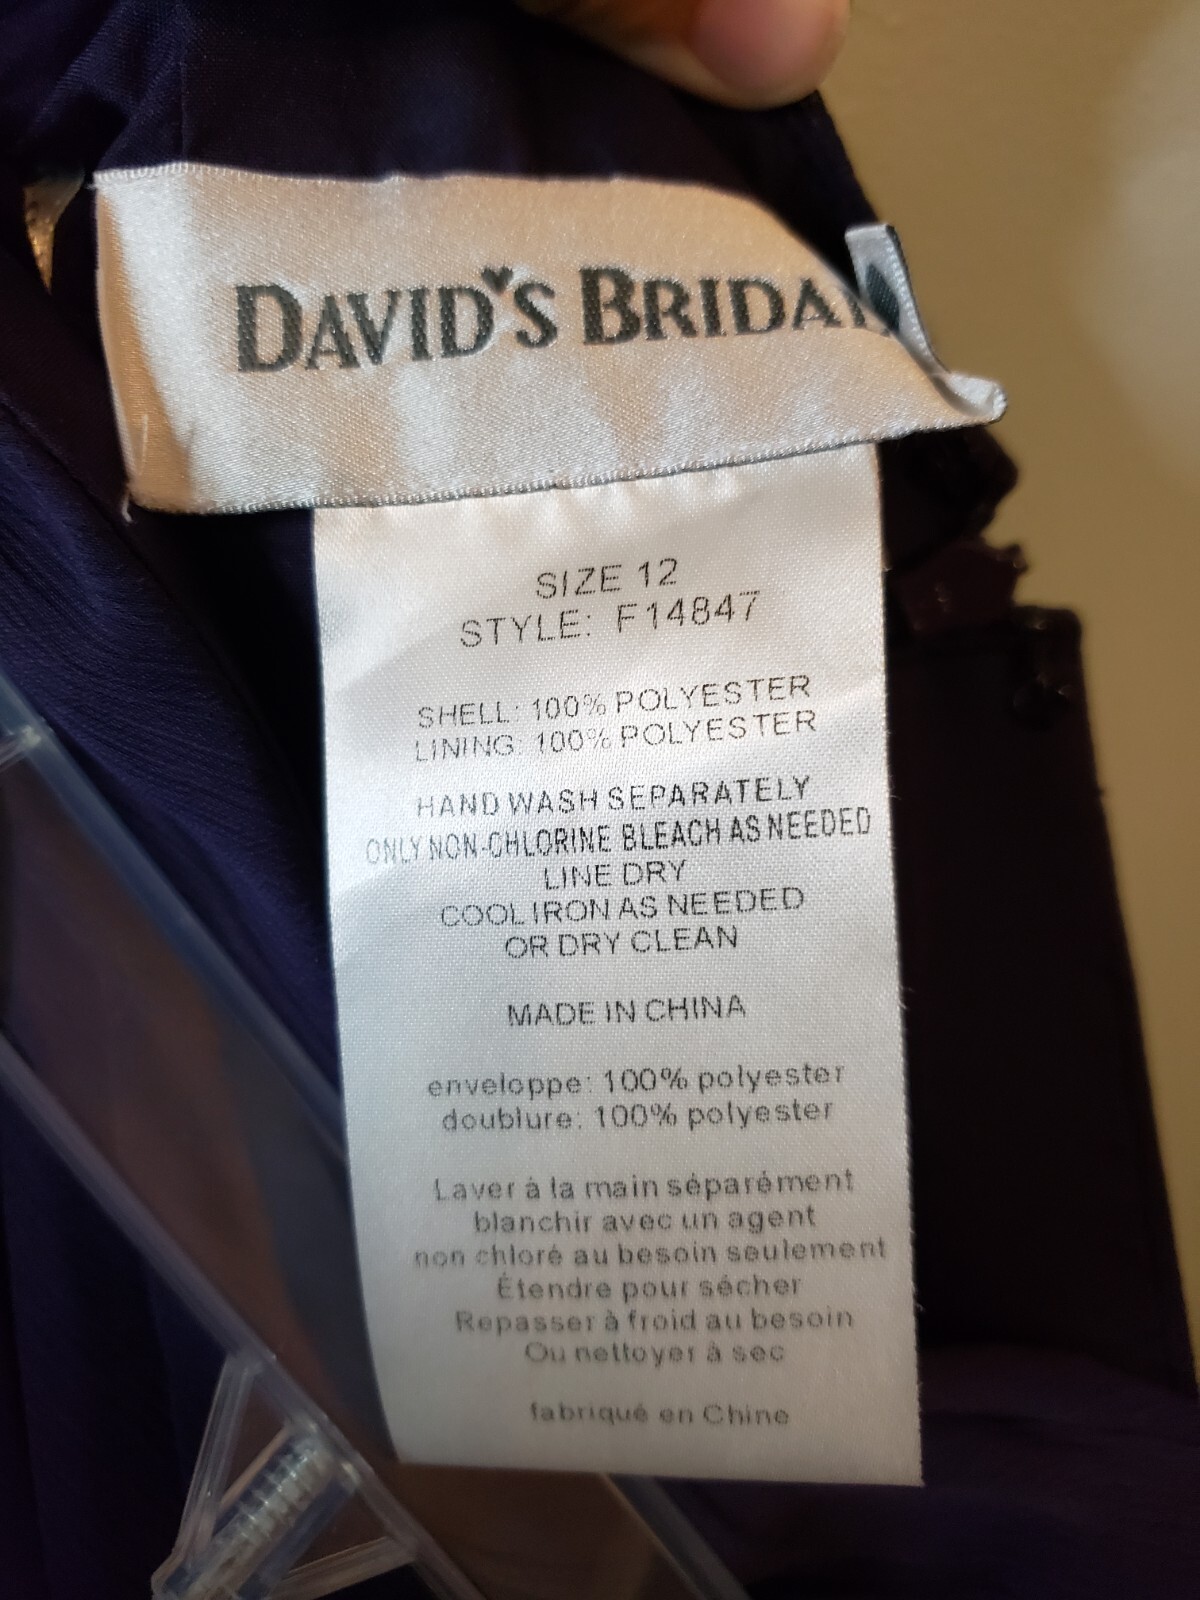 DAVID'S BRIDAL
SIZE 12
STYLE: F14847
SHELL: 100% POLYESTER
LINING: 100% POLYESTER
HAND WASH SEPARATELY
ONLY NON-CHLORINE BLEACH AS NEEDED
LINE DRY
COOL IRON AS NEEDED
OR DRY CLEAN
MADE IN CHINA
enveloppe: 100% polyester
doublure: 100% polyester
Laver à la main séparément
blanchir avec un agent
non chloré au besoin seulement
Étendre pour sécher
Repasser à froid au besoin
Ou nettoyer à sec
fabriqué en Chine